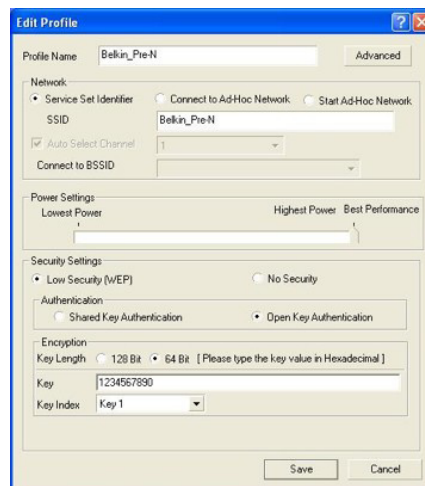 Edit Profile
Profile Name Belkin_Pre-N Advanced
Network
Service Set Identifier Connect to Ad-Hoc Network Start Ad-Hoc Network
SSID Belkin_Pre-N
Auto Select Channel 1
Connect to BSSID
Power Settings
Lowest Power Highest Power Best Performance
Security Settings
Low Security (WEP) No Security
Authentication
Shared Key Authentication Open Key Authentication
Encryption
Key Length 128 Bit 64 Bit [ Please type the key value in Hexadecimal ]
Key 1234567890
Key Index Key 1
Save Cancel